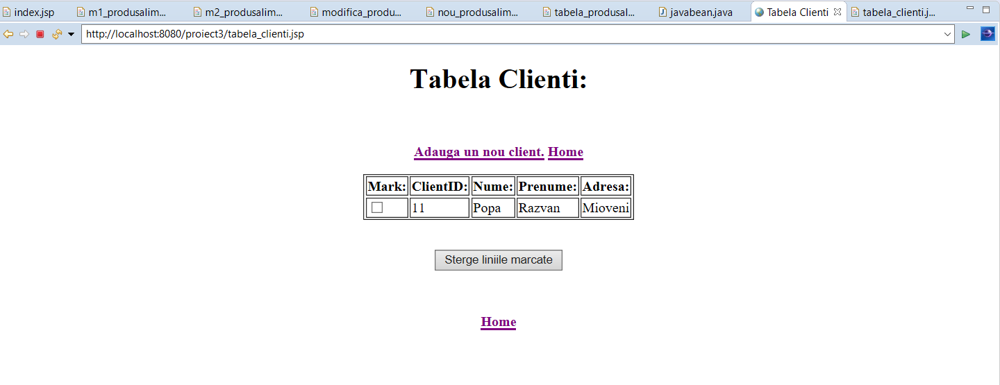 index.jsp m1_produsalim... m2_produsalim... modifica_produ... nou_produsalim... tabela_produsal... javabean.java Tabela Clienti tabela_clienti.j...
http://localhost:8080/proiect3/tabela_clienti.jsp
Tabela Clienti:
Adauga un nou client. Home
Mark: ClientID: Nume: Prenume: Adresa:
11 Popa Razvan Mioveni
Sterge liniile marcate
Home